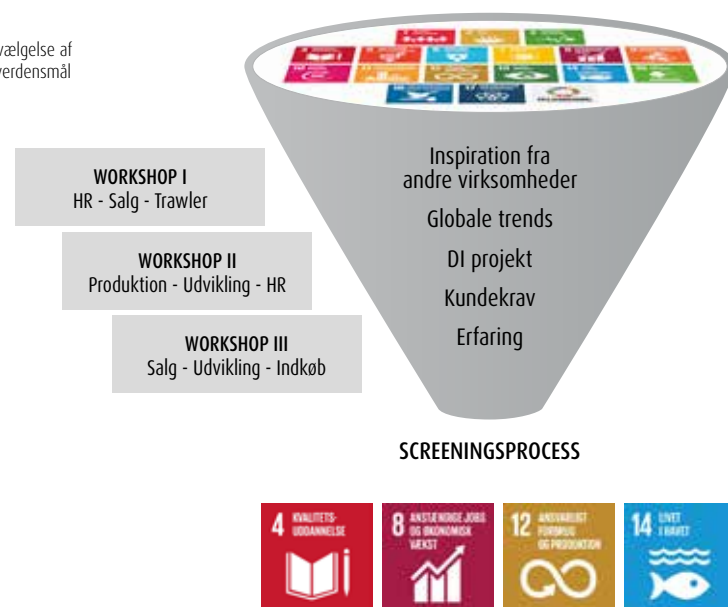 vælgelse af
verdensmål
WORKSHOP I
HR - Salg - Trawler
WORKSHOP II
Produktion - Udvikling - HR
WORKSHOP III
Salg - Udvikling - Indkøb
Inspiration fra
andre virksomheder
Globale trends
DI projekt
Kundekrav
Erfaring
SCREENINGSPROCESS
4 KVALITETS-
UDDANNELSE
8 ANSTÆNDIGE JOBS
OG ØKONOMISK
VÆKST
12 ANSVARLIGT
FORBRUG
OG PRODUKTION
14 LIVET
I HAVET